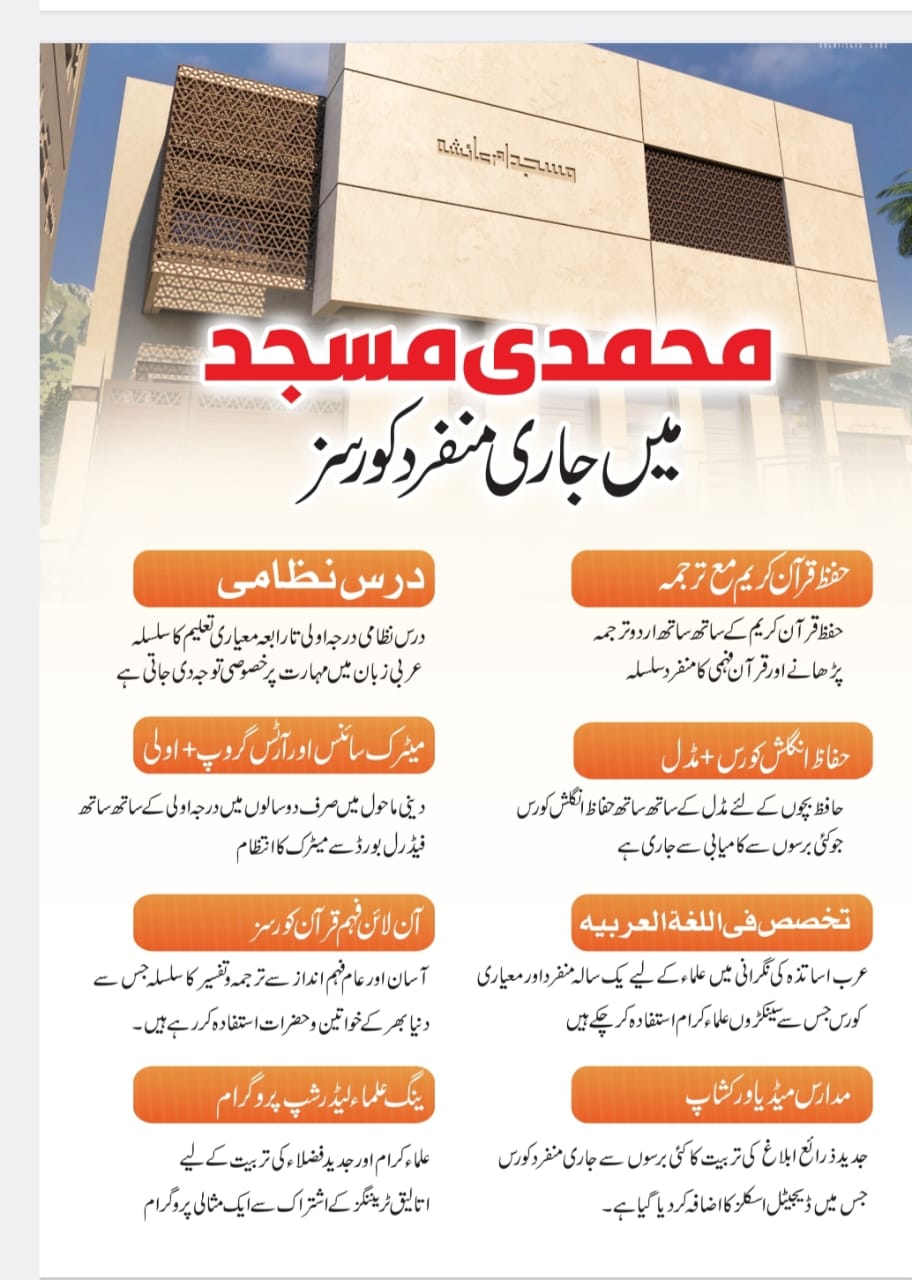 مسجد ام عائشہ
محمدی مسجد
میں جاری منفرد کورسز
حفظ قرآن کریم مع ترجمہ
حفظ قرآن کریم کے ساتھ ساتھ اردو ترجمہ
پڑھانے اور قرآن فہمی کا منفرد سلسلہ
درس نظامی
درس نظامی درجہ اولی تا رابعہ معیاری تعلیم کا سلسلہ
عربی زبان میں مہارت پر خصوصی توجہ دی جاتی ہے
حفاظ انگلش کورس + مڈل
حافظ بچوں کے لئے مڈل کے ساتھ ساتھ حفاظ انگلش کورس
جو کئی برسوں سے کامیابی سے جاری ہے
میٹرک سائنس اور آرٹس گروپ + اولی
دینی ماحول میں صرف دو سالوں میں درجہ اولی کے ساتھ ساتھ
فیڈرل بورڈ سے میٹرک کا انتظام
تخصص فی اللغة العربیه
عرب اساتذہ کی نگرانی میں علماء کے لیے یک سالہ منفرد اور معیاری
کورس جس سے سینکڑوں علماء کرام استفادہ کر چکے ہیں
آن لائن فہم قرآن کورسز
آسان اور عام فہم انداز سے ترجمہ و تفسیر کا سلسلہ جس سے
دنیا بھر کے خواتین و حضرات استفادہ کر رہے ہیں۔
مدارس میڈیا ورکشاپ
جدید ذرائع ابلاغ کی تربیت کا کئی برسوں سے جاری منفرد کورس
جس میں ڈیجیٹل اسکلز کا اضافہ کر دیا گیا ہے۔
ینگ علماء لیڈر شپ پروگرام
علماء کرام اور جدید فضلاء کی تربیت کے لیے
اتالیق ٹریننگز کے اشتراک سے ایک مثالی پروگرام